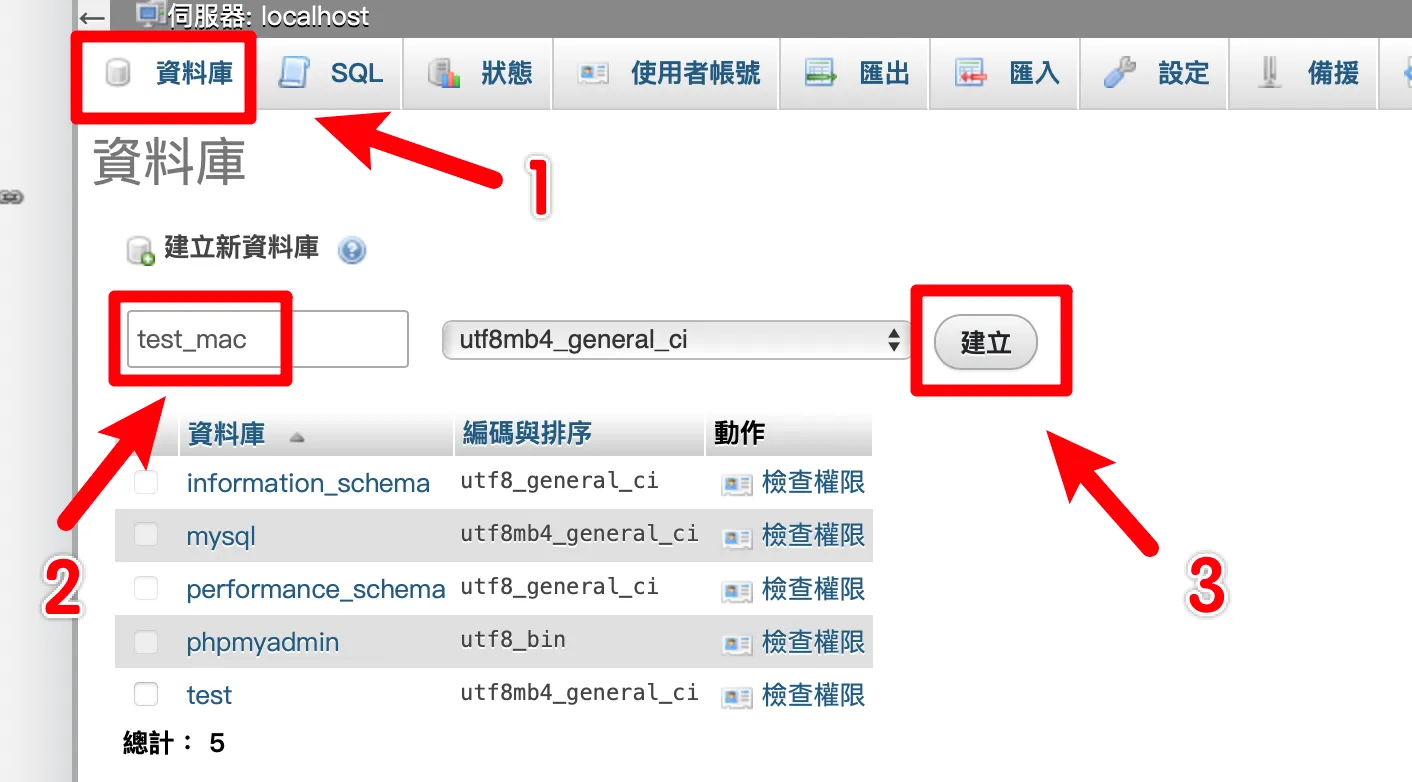 伺服器: localhost
資料庫 SQL 狀態 使用者帳號 匯出 匯入 設定 備援
1
資料庫
建立新資料庫
test_mac utf8mb4_general_ci 建立
資料庫 編碼與排序 動作
information_schema utf8_general_ci 檢查權限
mysql utf8mb4_general_ci 檢查權限
2
performance_schema utf8_general_ci 檢查權限
3
phpmyadmin utf8_bin 檢查權限
test utf8mb4_general_ci 檢查權限
總計： 5